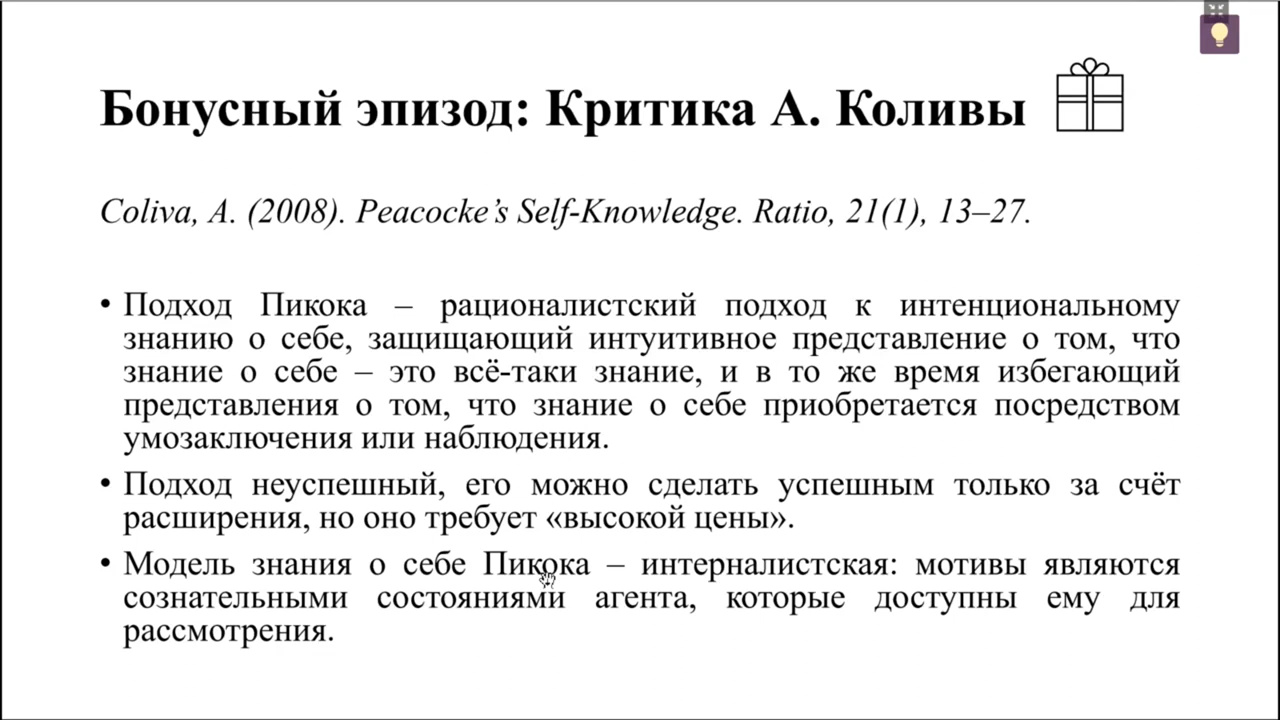 Бонусный эпизод: Критика А. Коливы
Coliva, A. (2008). Peacocke’s Self-Knowledge. Ratio, 21(1), 13–27.
• Подход Пикока – рационалистский подход к интенциональному
знанию о себе, защищающий интуитивное представление о том, что
знание о себе – это всё-таки знание, и в то же время избегающий
представления о том, что знание о себе приобретается посредством
умозаключения или наблюдения.
• Подход неуспешный, его можно сделать успешным только за счёт
расширения, но оно требует «высокой цены».
• Модель знания о себе Пикока – интерналистская: мотивы являются
сознательными состояниями агента, которые доступны ему для
рассмотрения.